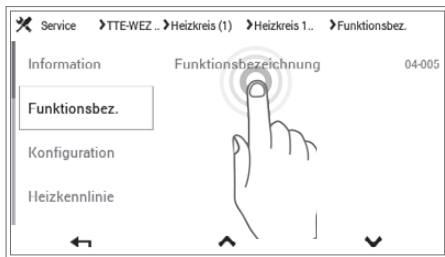 Service TTE-WEZ .. Heizkreis (1) Heizkreis 1.. Funktionsbez.
Information Funktionsbezeichnung 04-005
Funktionsbez.
Konfiguration
Heizkennlinie